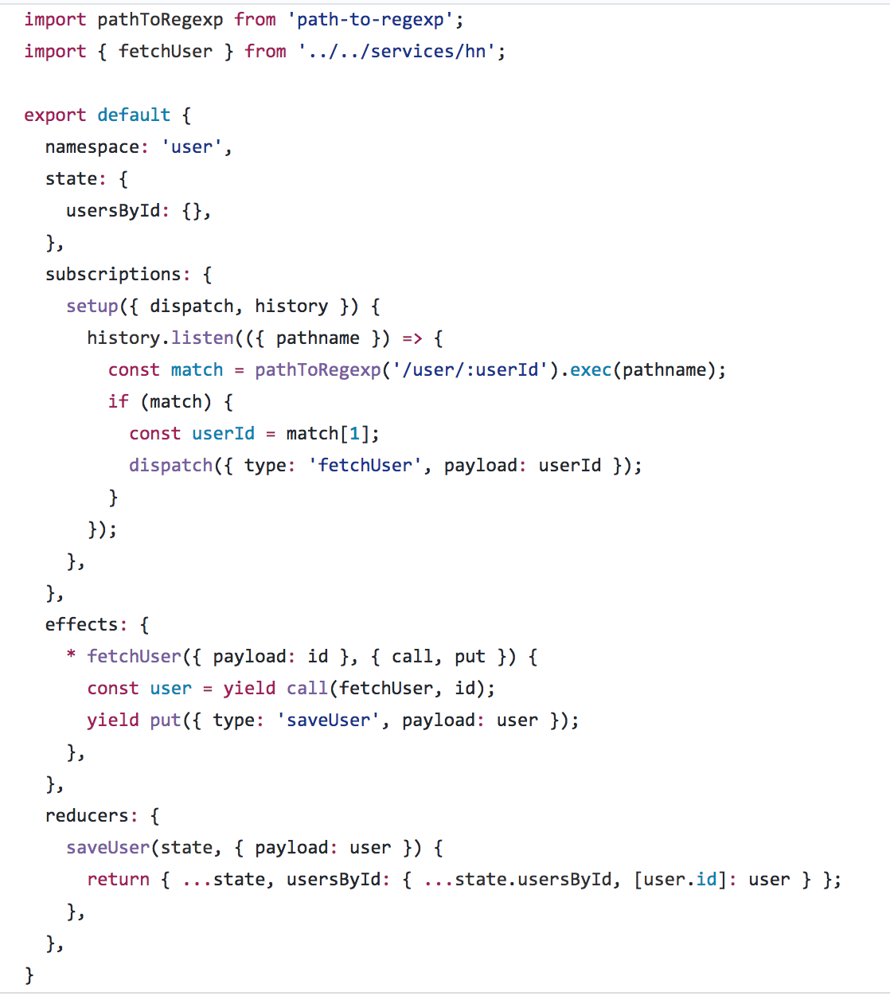 import pathToRegexp from 'path-to-regexp';
import { fetchUser } from '../../services/hn';

export default {
  namespace: 'user',
  state: {
    usersById: {},
  },
  subscriptions: {
    setup({ dispatch, history }) {
      history.listen(({ pathname }) => {
        const match = pathToRegexp('/user/:userId').exec(pathname);
        if (match) {
          const userId = match[1];
          dispatch({ type: 'fetchUser', payload: userId });
        }
      });
    },
  },
  effects: {
    * fetchUser({ payload: id }, { call, put }) {
      const user = yield call(fetchUser, id);
      yield put({ type: 'saveUser', payload: user });
    },
  },
  reducers: {
    saveUser(state, { payload: user }) {
      return { ...state, usersById: { ...state.usersById, [user.id]: user } };
    },
  },
}